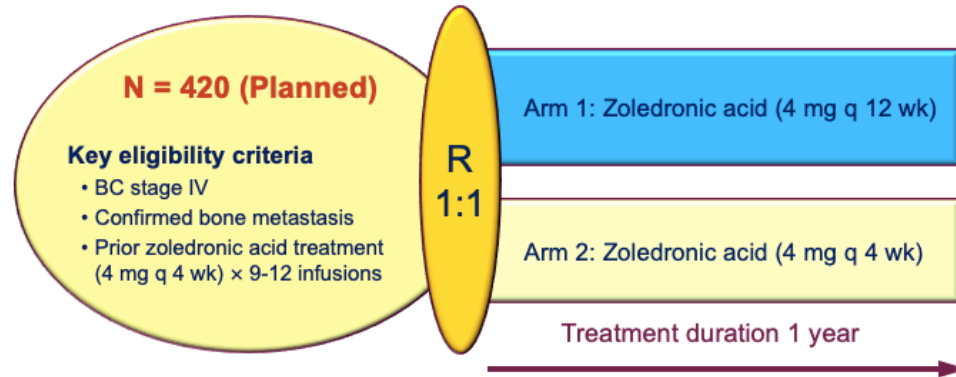 N = 420 (Planned)
Key eligibility criteria
• BC stage IV
• Confirmed bone metastasis
• Prior zoledronic acid treatment
(4 mg q 4 wk) × 9-12 infusions
R
1:1
Arm 1: Zoledronic acid (4 mg q 12 wk)
Arm 2: Zoledronic acid (4 mg q 4 wk)
Treatment duration 1 year